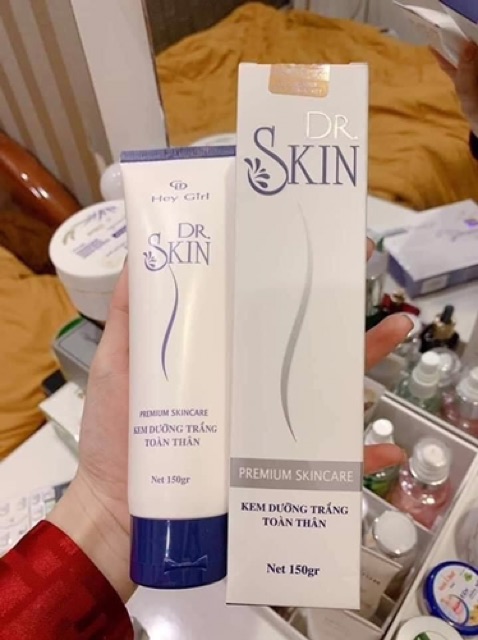 Hey Girl
DR.
SKIN
PREMIUM SKINCARE
KEM DƯỠNG TRẮNG
TOÀN THÂN
Net 150gr
DR.
SKIN
PREMIUM SKINCARE
KEM DƯỠNG TRẮNG
TOÀN THÂN
Net 150gr